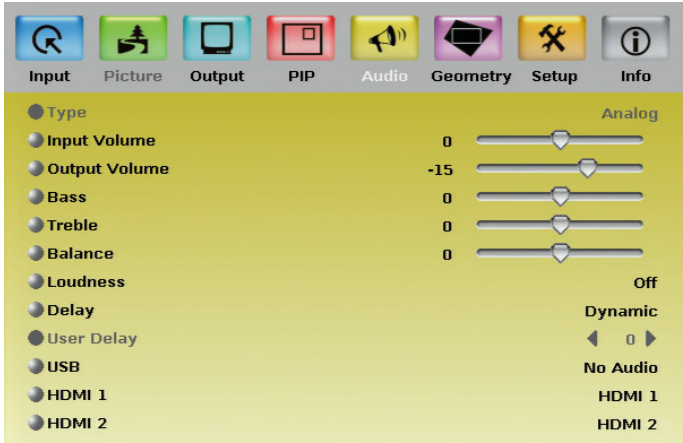 Input Picture Output PIP Audio Geometry Setup Info
Type Analog
Input Volume 0
Output Volume -15
Bass 0
Treble 0
Balance 0
Loudness Off
Delay Dynamic
User Delay 0
USB No Audio
HDMI 1 HDMI 1
HDMI 2 HDMI 2